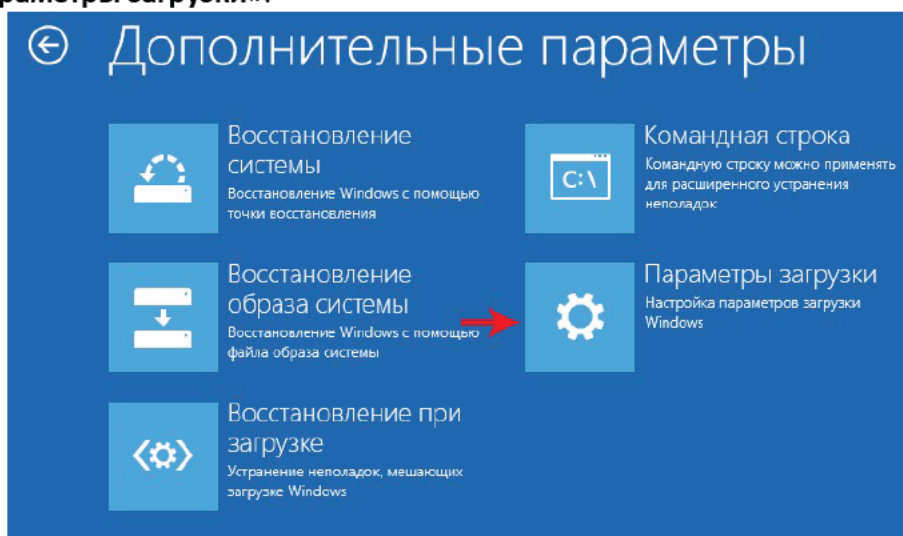 раметры загрузки».
Дополнительные параметры
Восстановление
системы
Восстановление Windows с помощью
точки восстановления
Восстановление
образа системы
Восстановление Windows с помощью
файла образа системы
Восстановление при
загрузке
Устранение неполадок, мешающих
загрузке Windows
C:\
Командная строка
Командную строку можно применять
для расширенного устранения
неполадок
Параметры загрузки
Настройка параметров загрузки
Windows